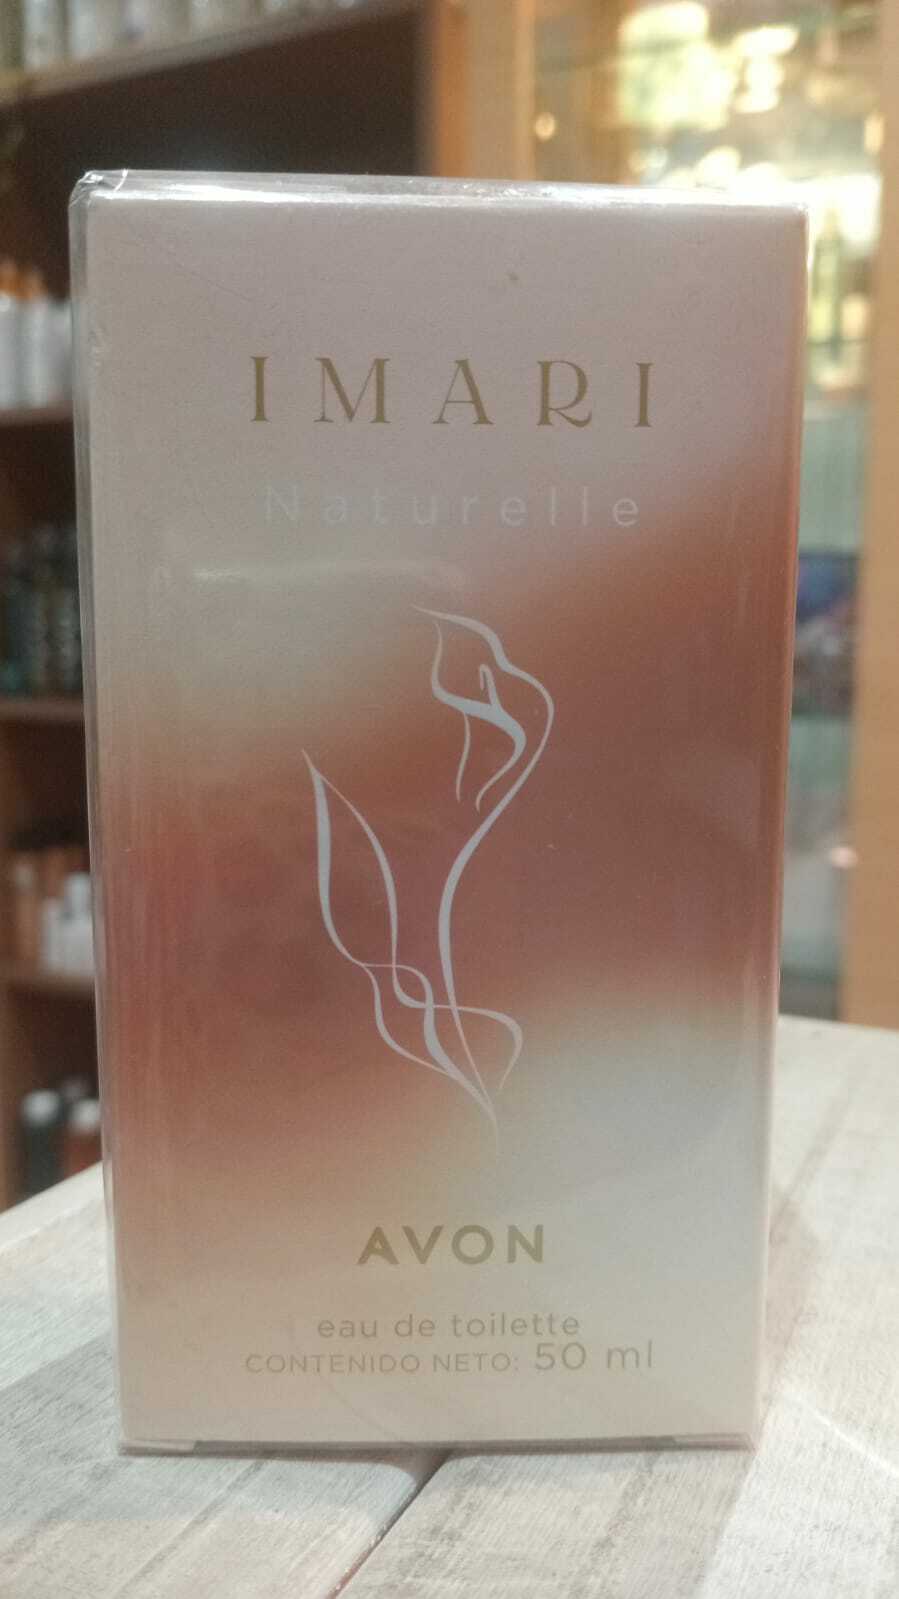 IMARI
Naturelle
AVON
eau de toilette
CONTENIDO NETO: 50 ml